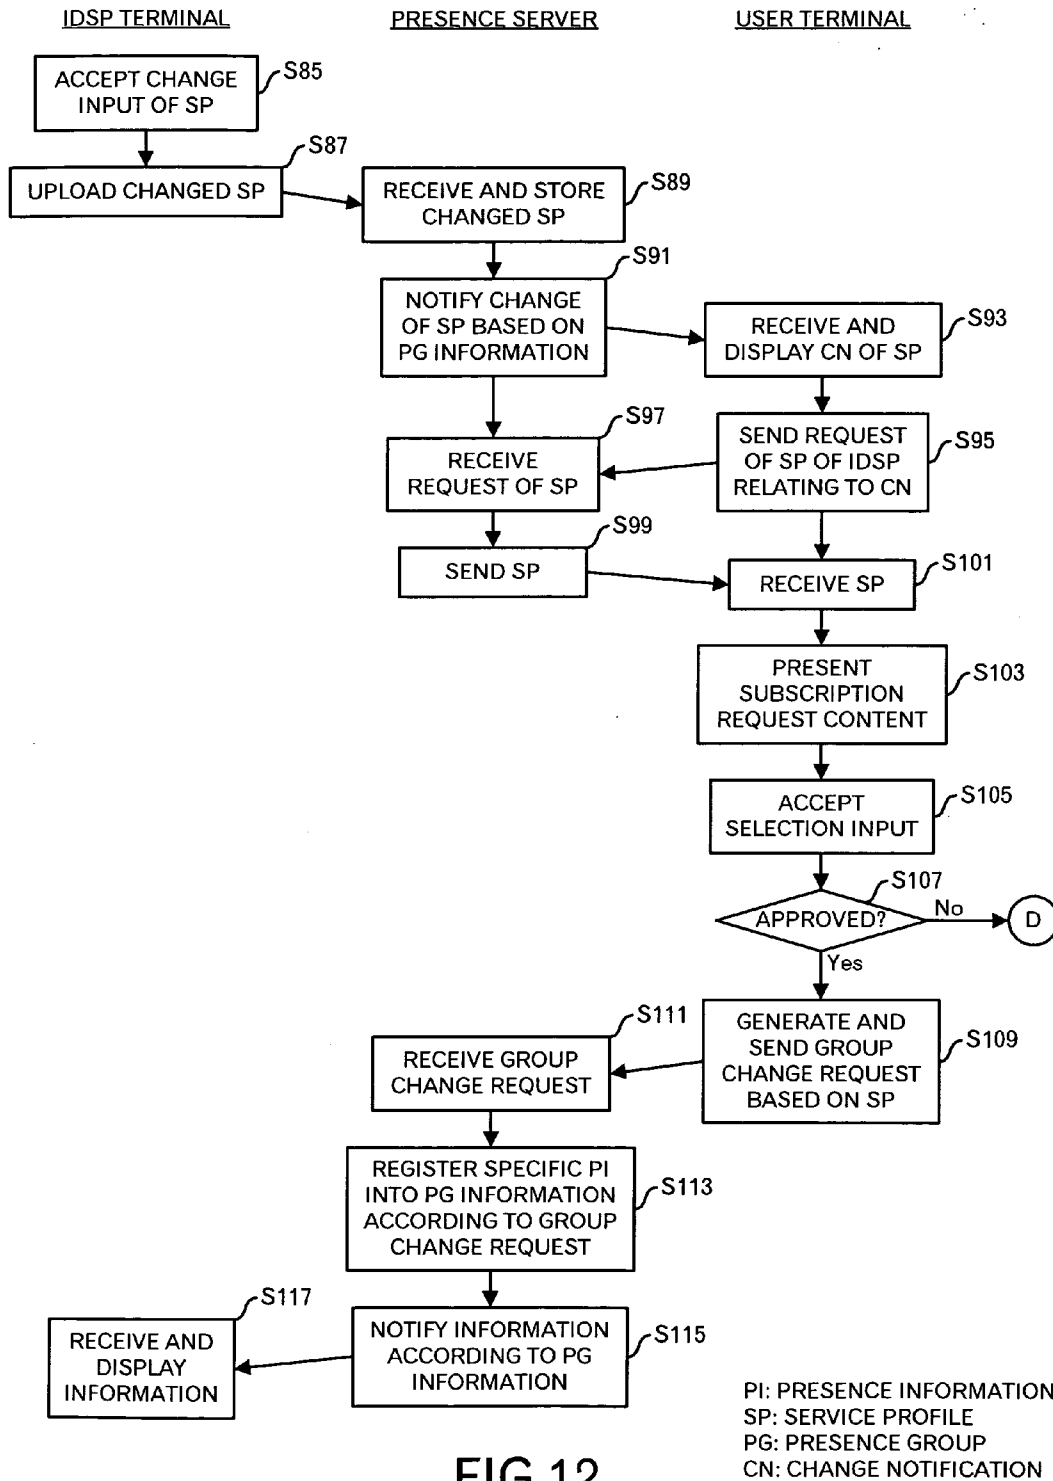 IDSP TERMINAL
PRESENCE SERVER
USER TERMINAL
ACCEPT CHANGE
INPUT OF SP
S85
UPLOAD CHANGED SP
S87
RECEIVE AND STORE
CHANGED SP
S89
NOTIFY CHANGE
OF SP BASED ON
PG INFORMATION
S91
RECEIVE AND
DISPLAY CN OF SP
S93
SEND REQUEST
OF SP OF IDSP
RELATING TO CN
S95
RECEIVE
REQUEST OF SP
S97
SEND SP
S99
RECEIVE SP
S101
PRESENT
SUBSCRIPTION
REQUEST CONTENT
S103
ACCEPT
SELECTION INPUT
S105
APPROVED?
S107
No
D
Yes
GENERATE AND
SEND GROUP
CHANGE REQUEST
BASED ON SP
S109
RECEIVE GROUP
CHANGE REQUEST
S111
REGISTER SPECIFIC PI
INTO PG INFORMATION
ACCORDING TO GROUP
CHANGE REQUEST
S113
NOTIFY INFORMATION
ACCORDING TO PG
INFORMATION
S115
RECEIVE AND
DISPLAY
INFORMATION
S117
PI: PRESENCE INFORMATION
SP: SERVICE PROFILE
PG: PRESENCE GROUP
CN: CHANGE NOTIFICATION
FIG.12